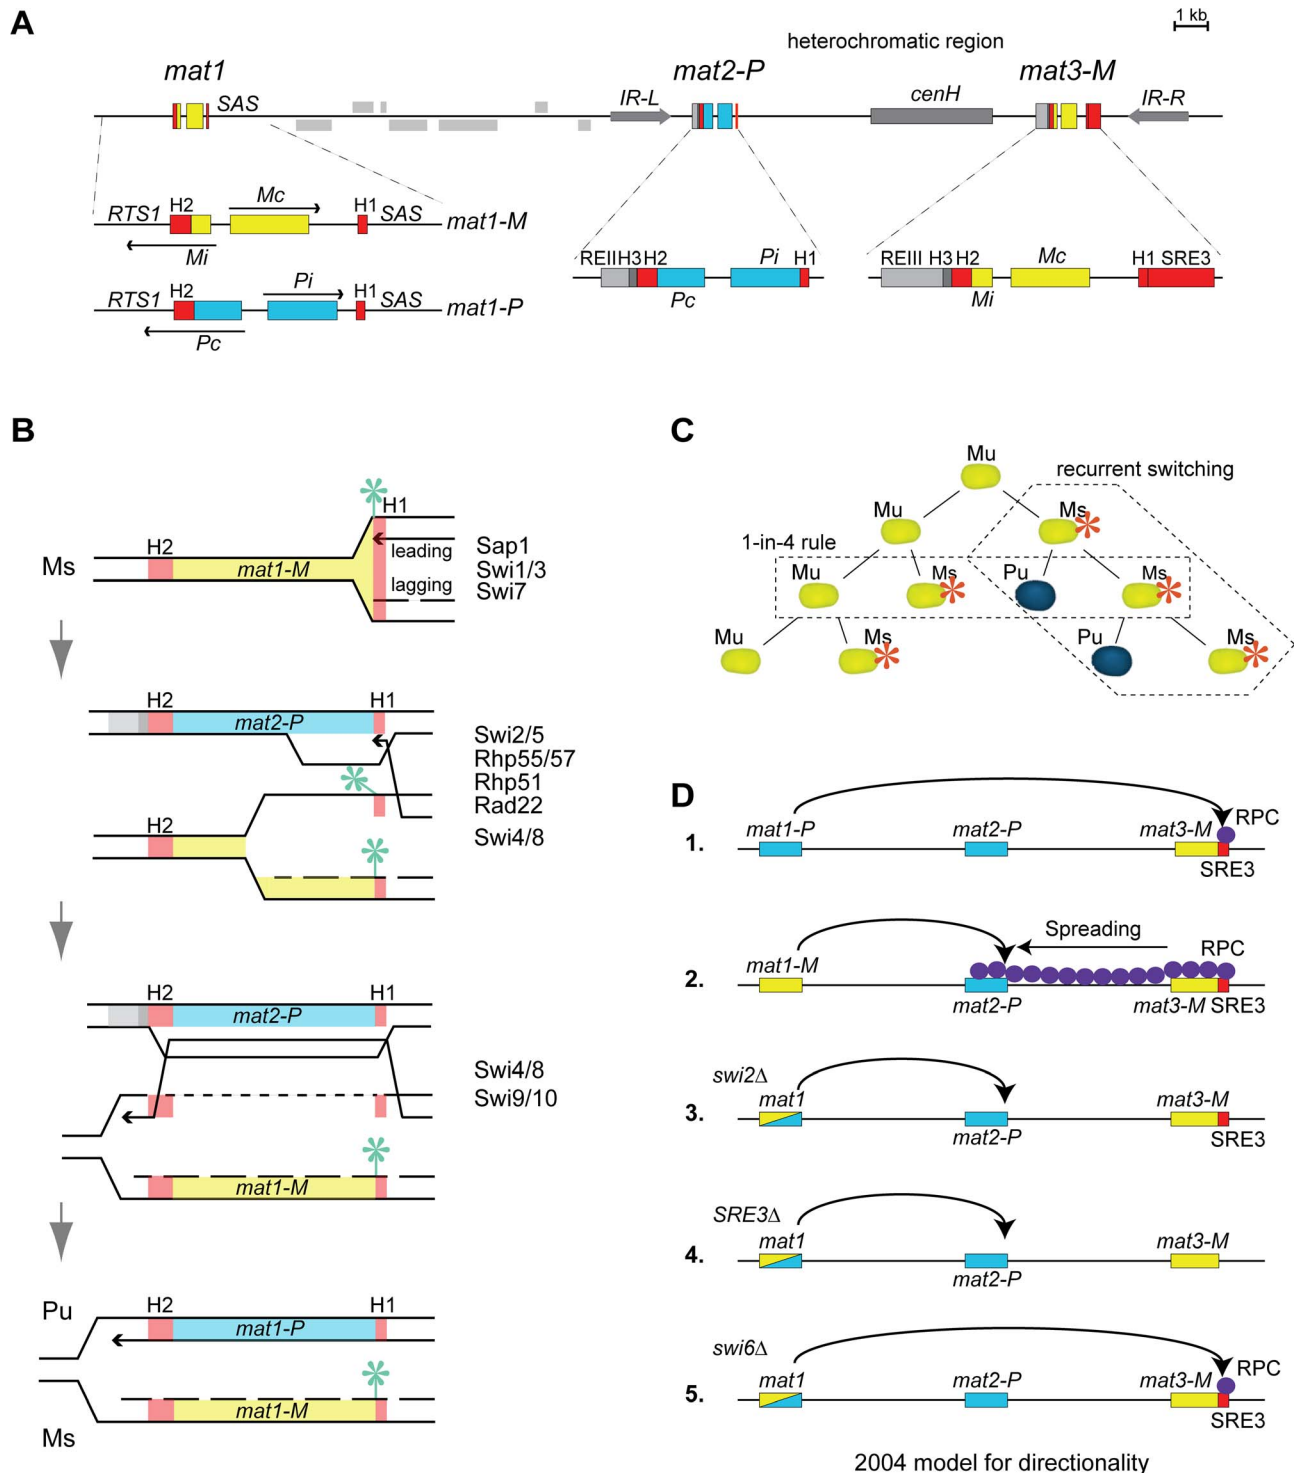 A
1 kb
heterochromatic region
mat1
mat2-P
mat3-M
SAS
IR-L
cenH
IR-R
RTS1 H2 Mc H1 SAS mat1-M
Mi
RTS1 H2 Pi H1 SAS mat1-P
Pc
REII H3 H2 Pi H1
Pc
REIII H3 H2 Mc H1 SRE3
Mi
B
Ms
H2
mat1-M
H1
leading
lagging
Sap1
Swi1/3
Swi7
H2
mat2-P
H1
Swi2/5
Rhp55/57
Rhp51
Rad22
Swi4/8
H2
H2
mat2-P
H1
Swi4/8
Swi9/10
mat1-M
Pu
H2
mat1-P
H1
mat1-M
Ms
C
Mu
recurrent switching
Mu
Ms
1-in-4 rule
Mu
Ms
Pu
Ms
Mu
Ms
Pu
Ms
D
1.
mat1-P
mat2-P
mat3-M
RPC
SRE3
2.
mat1-M
Spreading
RPC
mat2-P
mat3-M SRE3
3.
swi2Δ
mat1
mat2-P
mat3-M
SRE3
4.
SRE3Δ
mat1
mat2-P
mat3-M
5.
swi6Δ
mat1
mat2-P
mat3-M
RPC
SRE3
2004 model for directionality